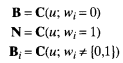 B = C(u; wᵢ = 0)
N = C(u; wᵢ = 1)
Bᵢ = C(u; wᵢ ≠ {0,1})